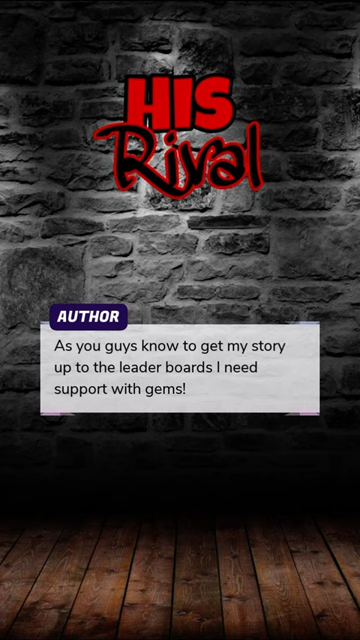 HIS
Rival
AUTHOR
As you guys know to get my story
up to the leader boards I need
support with gems!